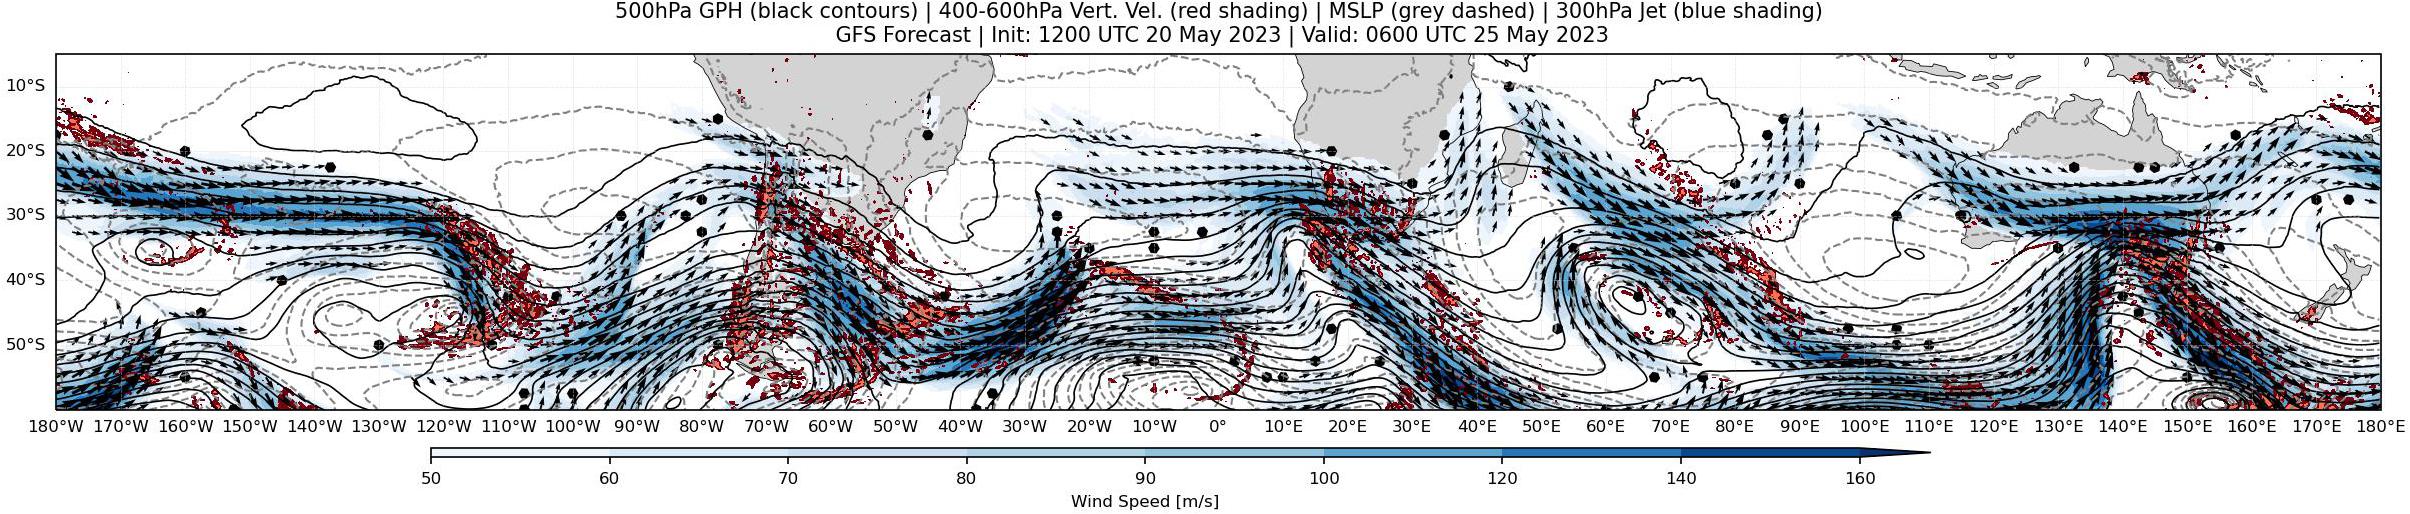 500hPa GPH (black contours) | 400-600hPa Vert. Vel. (red shading) | MSLP (grey dashed) | 300hPa Jet (blue shading)
GFS Forecast | Init: 1200 UTC 20 May 2023 | Valid: 0600 UTC 25 May 2023
10°S
20°S
30°S
40°S
50°S
180°W 170°W 160°W 150°W 140°W 130°W 120°W 110°W 100°W 90°W 80°W 70°W 60°W 50°W 40°W 30°W 20°W 10°W 0° 10°E 20°E 30°E 40°E 50°E 60°E 70°E 80°E 90°E 100°E 110°E 120°E 130°E 140°E 150°E 160°E 170°E 180°E
50 60 70 80 90 100 120 140 160
Wind Speed [m/s]